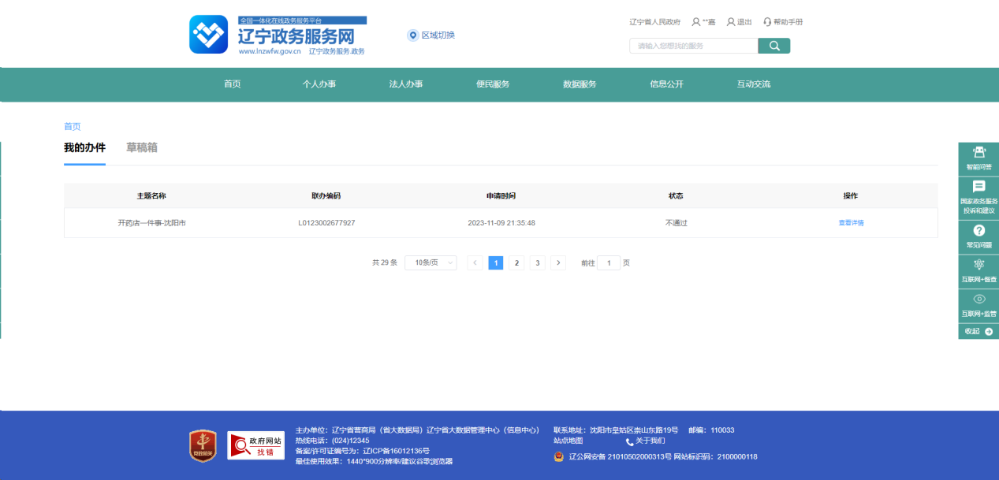 全国一体化在线政务服务平台
辽宁政务服务网
www.lnzwfw.gov.cn 辽宁政务服务.政务
区域切换
辽宁省人民政府 **嘉 退出 帮助手册
请输入您想找的服务
首页 个人办事 法人办事 便民服务 数据服务 信息公开 互动交流
首页
我的办件 草稿箱
主题名称 联办编码 申请时间 状态 操作
开药店一件事-沈阳市 L0123002677927 2023-11-09 21:35:48 不通过 查看详情
共 29 条 10条/页 1 2 3 前往 1 页
智能问答
国家政务服务
投诉和建议
常见问题
互联网+督查
互联网+监管
收起
党政机关
政府网站
找错
主办单位：辽宁省营商局（省大数据局）辽宁省大数据管理中心（信息中心）
热线电话：(024)12345
备案/许可证编号为：辽ICP备16012136号
最佳使用效果：1440*900分辨率/建议谷歌浏览器
联系地址：沈阳市皇姑区崇山东路19号 邮编：110033
站点地图 关于我们
辽公网安备 21010502000313号 网站标识码：2100000118